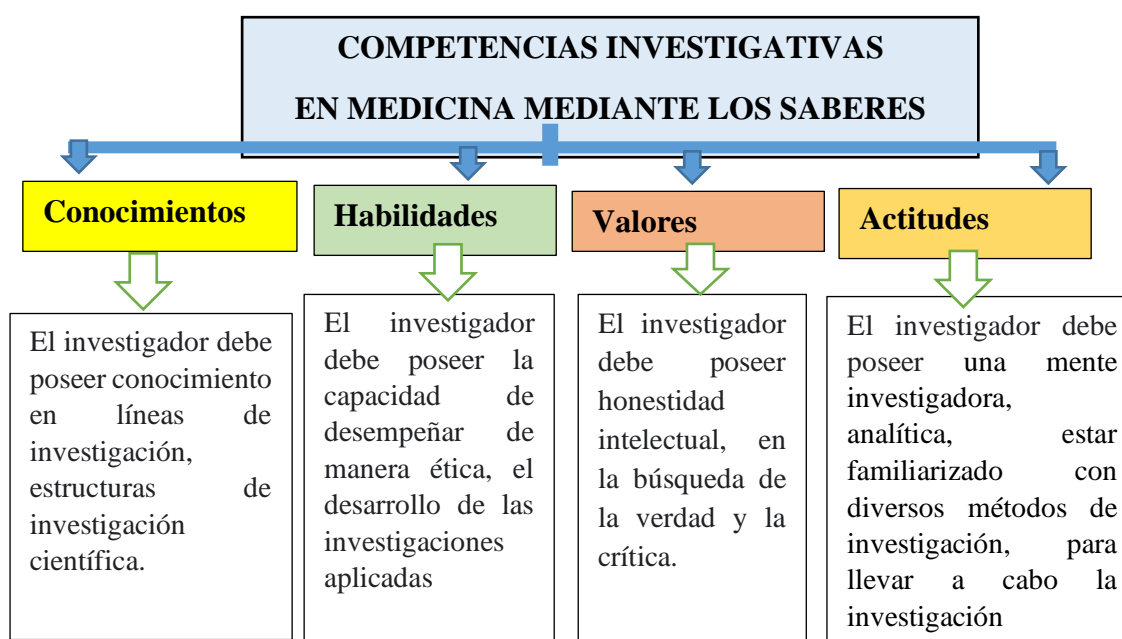 COMPETENCIAS INVESTIGATIVAS
EN MEDICINA MEDIANTE LOS SABERES
Conocimientos
El investigador debe
poseer conocimiento
en líneas de
investigación,
estructuras de
investigación
científica.
Habilidades
El investigador
debe poseer la
capacidad de
desempeñar de
manera ética, el
desarrollo de las
investigaciones
aplicadas
Valores
El investigador
debe poseer
honestidad
intelectual, en
la búsqueda de
la verdad y la
crítica.
Actitudes
El investigador debe
poseer una mente
investigadora,
analítica, estar
familiarizado con
diversos métodos de
investigación, para
llevar a cabo la
investigación